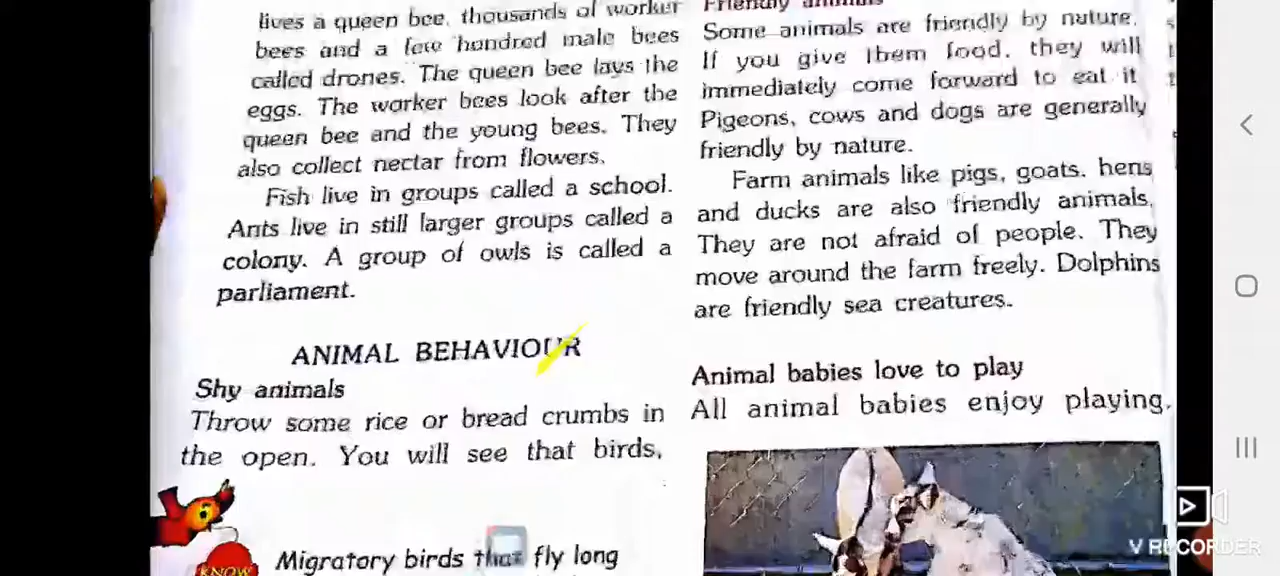 lives a queen bee, thousands of worker
bees and a few hundred male bees
called drones. The queen bee lays the
eggs. The worker bees look after the
queen bee and the young bees. They
also collect nectar from flowers.
Fish live in groups called a school.
Ants live in still larger groups called a
colony. A group of owls is called a
parliament.
ANIMAL BEHAVIOUR
Shy animals
Throw some rice or bread crumbs in
the open. You will see that birds,
KNOW
Migratory birds that fly long
Friendly animals
Some animals are friendly by nature.
If you give them food, they will
immediately come forward to eat it
Pigeons, cows and dogs are generally
friendly by nature.
Farm animals like pigs, goats, hens
and ducks are also friendly animals.
They are not afraid of people. They
move around the farm freely. Dolphins
are friendly sea creatures.
Animal babies love to play
All animal babies enjoy playing.
V RECORDER